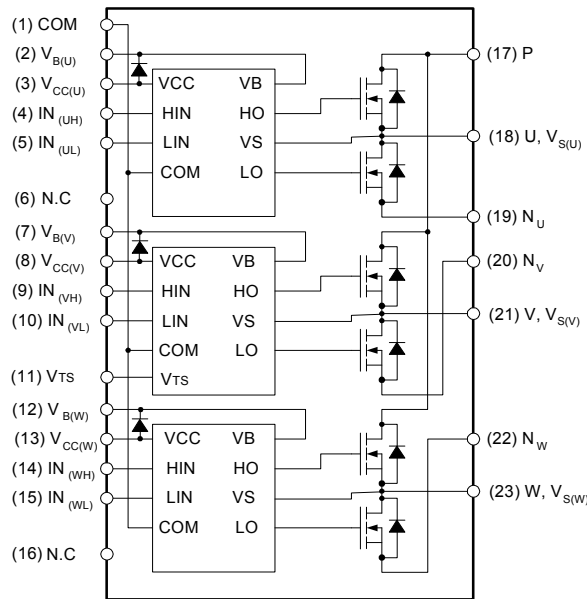 (1) COM
(2) V_B(U)
(3) V_CC(U)
(4) IN_(UH)
(5) IN_(UL)
(6) N.C
(7) V_B(V)
(8) V_CC(V)
(9) IN_(VH)
(10) IN_(VL)
(11) V_TS
(12) V_B(W)
(13) V_CC(W)
(14) IN_(WH)
(15) IN_(WL)
(16) N.C
VCC VB
HIN HO
LIN VS
COM LO
VCC VB
HIN HO
LIN VS
COM LO
V_TS
VCC VB
HIN HO
LIN VS
COM LO
(17) P
(18) U, V_S(U)
(19) N_U
(20) N_V
(21) V, V_S(V)
(22) N_W
(23) W, V_S(W)